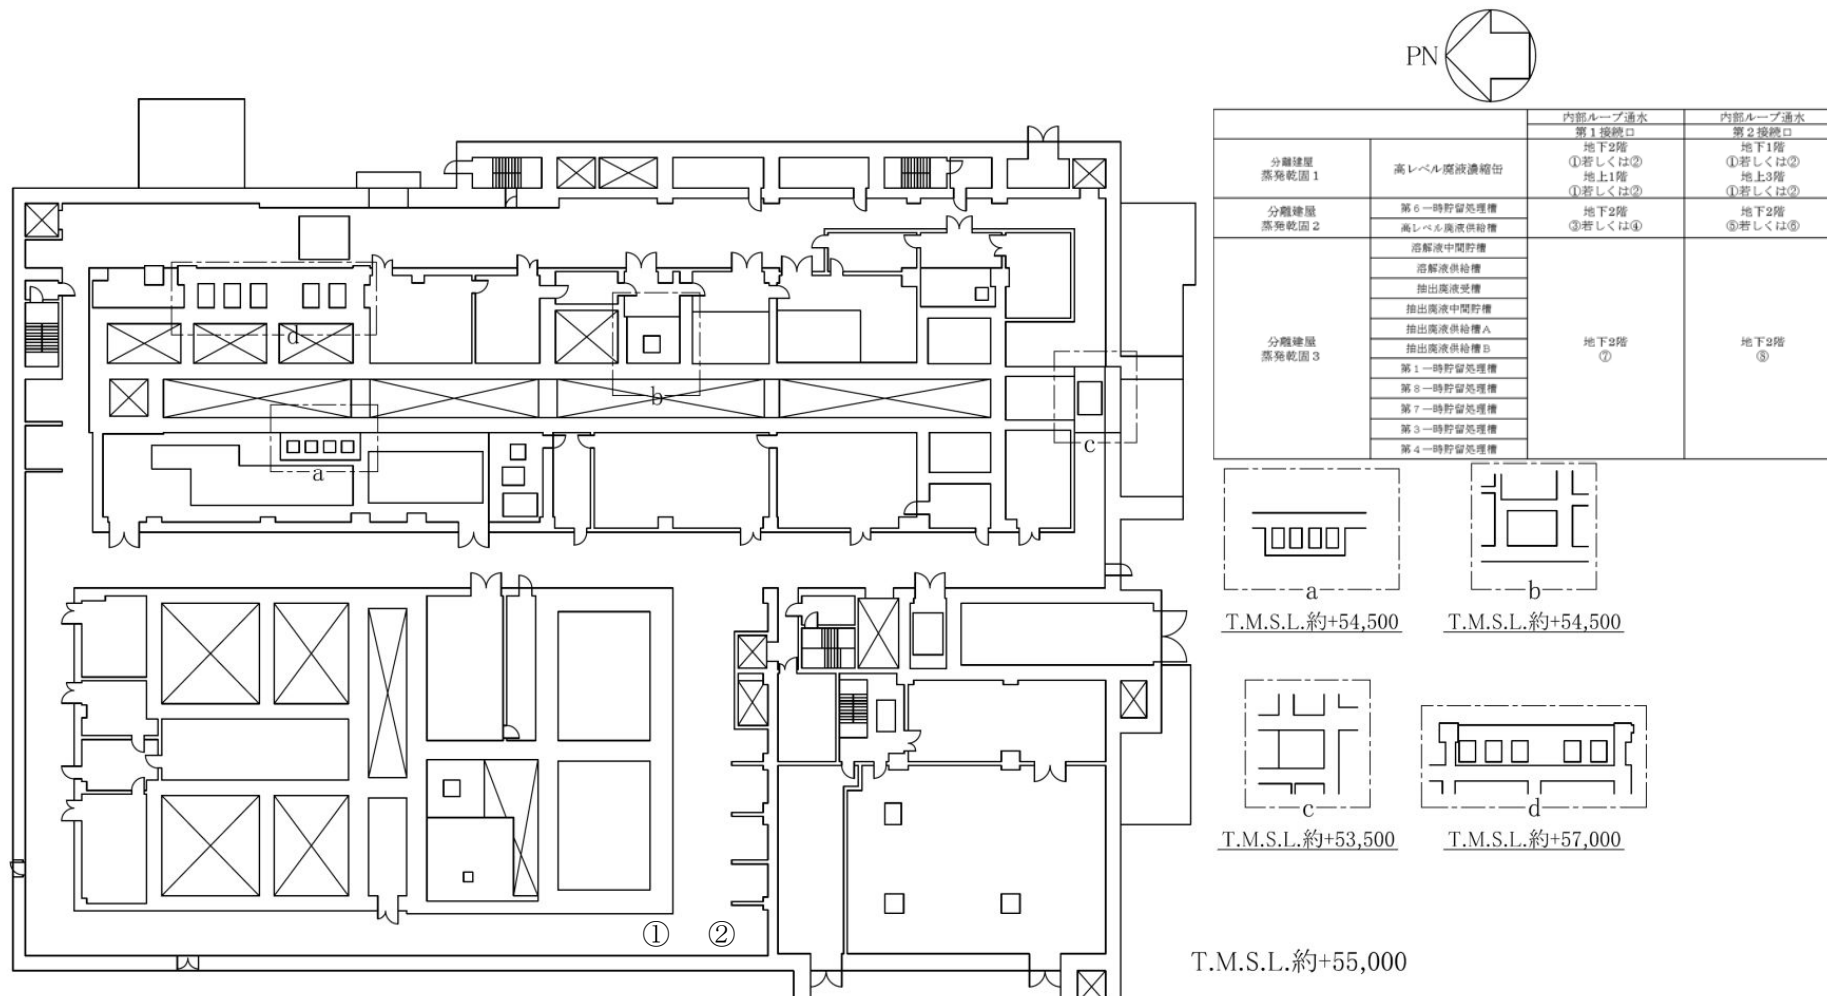 PN
内部ループ通水 内部ループ通水
第1接続口 第2接続口
分離建屋
蒸発乾固1
高レベル廃液濃縮缶
地下2階
①若しくは②
地上1階
①若しくは②
地下1階
①若しくは②
地上3階
①若しくは②
分離建屋
蒸発乾固2
第6一時貯留処理槽
高レベル廃液供給槽
地下2階
③若しくは④
地下2階
⑤若しくは⑥
分離建屋
蒸発乾固3
溶解液中間貯槽
溶解液供給槽
抽出廃液受槽
抽出廃液中間貯槽
抽出廃液供給槽A
抽出廃液供給槽B
第1一時貯留処理槽
第8一時貯留処理槽
第7一時貯留処理槽
第3一時貯留処理槽
第4一時貯留処理槽
地下2階
⑦
地下2階
⑧
d
b
c
a
① ②
a
T.M.S.L.約+54,500
b
T.M.S.L.約+54,500
c
T.M.S.L.約+53,500
d
T.M.S.L.約+57,000
T.M.S.L.約+55,000